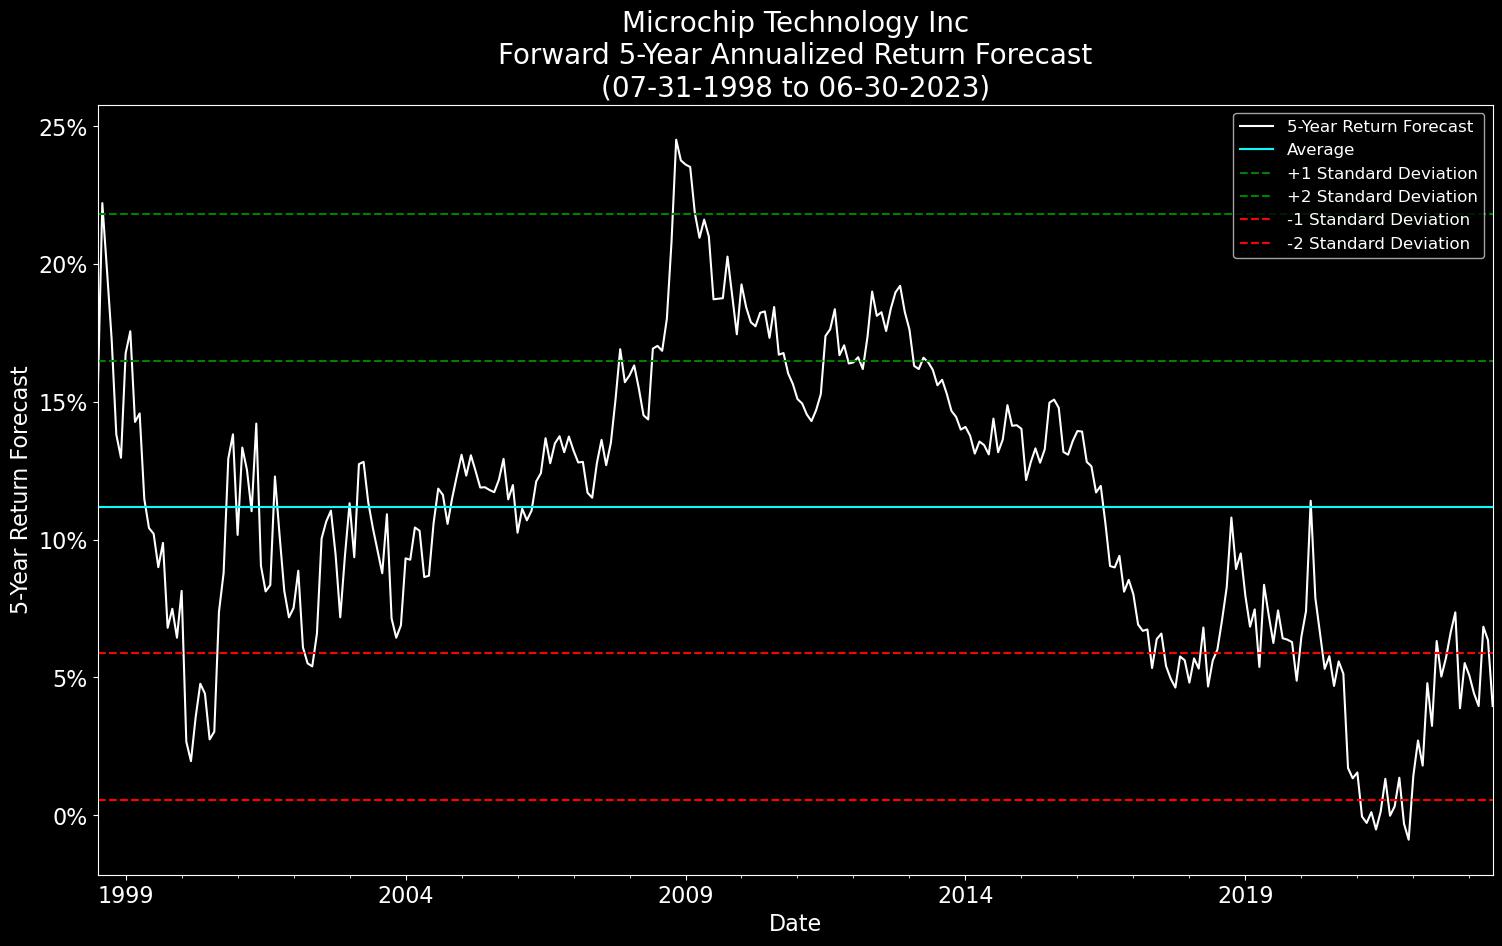 Microchip Technology Inc
Forward 5-Year Annualized Return Forecast
(07-31-1998 to 06-30-2023)
25%
20%
15%
10%
5%
0%
5-Year Return Forecast
5-Year Return Forecast
Average
+1 Standard Deviation
+2 Standard Deviation
-1 Standard Deviation
-2 Standard Deviation
1999 2004 2009 2014 2019
Date